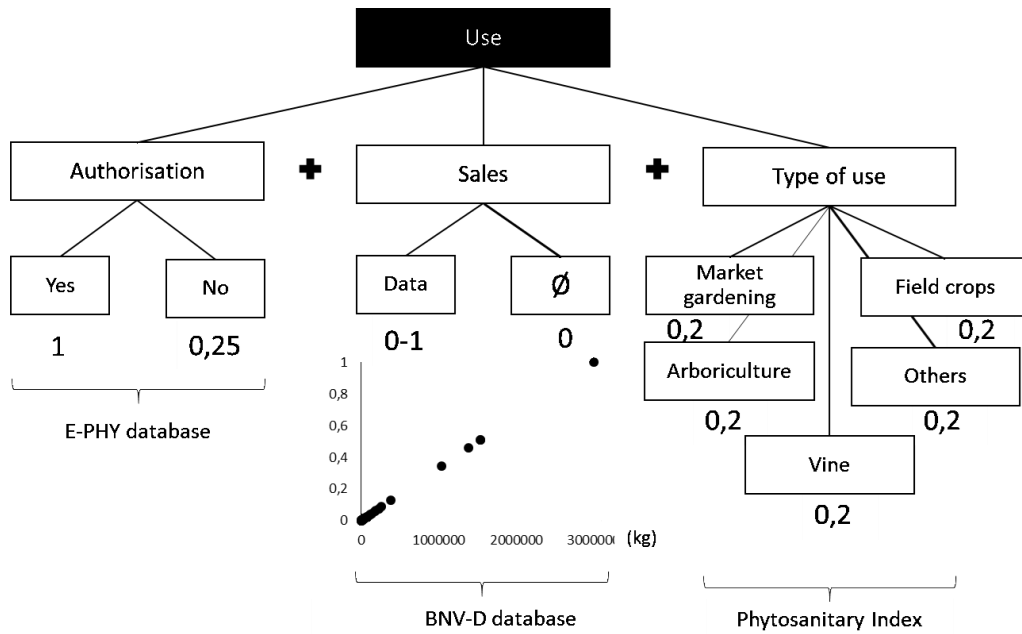 Use
Authorisation
Sales
Type of use
Yes
No
1
0,25
E-PHY database
Data
Ø
0-1
0
1
0,8
0,6
0,4
0,2
0
0
1000000
2000000
3000000
(kg)
BNV-D database
Market
gardening
0,2
Field crops
0,2
Arboriculture
0,2
Others
0,2
Vine
0,2
Phytosanitary Index